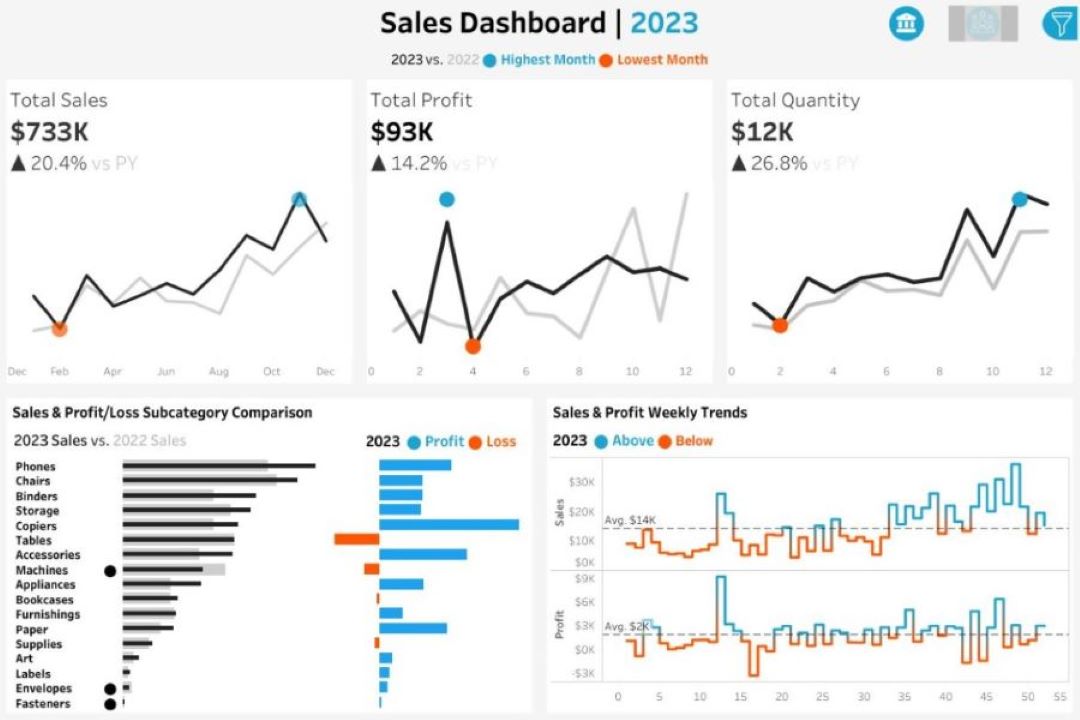 Sales Dashboard | 2023
2023 vs. 2022 Highest Month Lowest Month
Total Sales
$733K
▲ 20.4% vs PY
Dec Feb Apr Jun Aug Oct Dec
Total Profit
$93K
▲ 14.2% vs PY
0 2 4 6 8 10 12
Total Quantity
$12K
▲ 26.8% vs PY
0 2 4 6 8 10 12
Sales & Profit/Loss Subcategory Comparison
2023 Sales vs. 2022 Sales
2023 Profit Loss
Phones
Chairs
Binders
Storage
Copiers
Tables
Accessories
Machines
Appliances
Bookcases
Furnishings
Paper
Supplies
Art
Labels
Envelopes
Fasteners
Sales & Profit Weekly Trends
2023 Above Below
Sales
$30K
$20K
$10K
$0K
Avg. $14K
Profit
$9K
$6K
$3K
$0K
-$3K
Avg. $2K
0 5 10 15 20 25 30 35 40 45 50 55